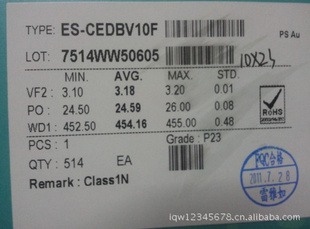 TYPE: ES-CEDBV10F
PS Au
LOT: 7514WW50605
10X23
MIN. AVG. MAX. STD.
VF2 : 3.10 3.18 3.20 0.01
PO : 24.50 24.59 26.00 0.08
WD1 : 452.50 454.16 455.00 0.48
RoHS
PCS : 1
Grade : P23
QTY : 514 EA
Remark : Class1N
2011.7.28
iqw12345678.cn.alibaba.com